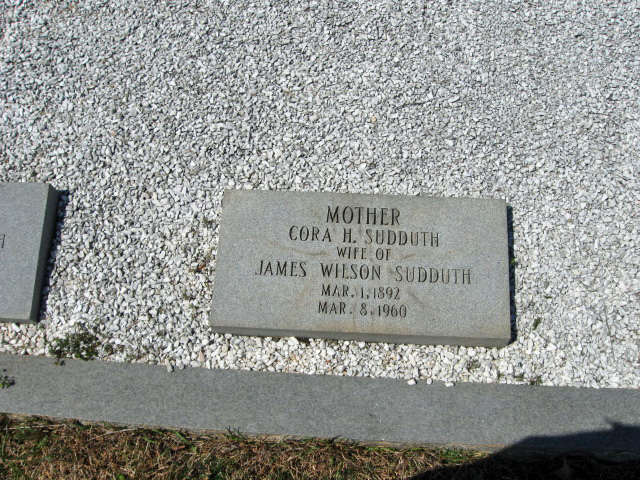 MOTHER
CORA H. SUDDUTH
WIFE OF
JAMES WILSON SUDDUTH
MAR. 1, 1892
MAR. 8, 1960
H